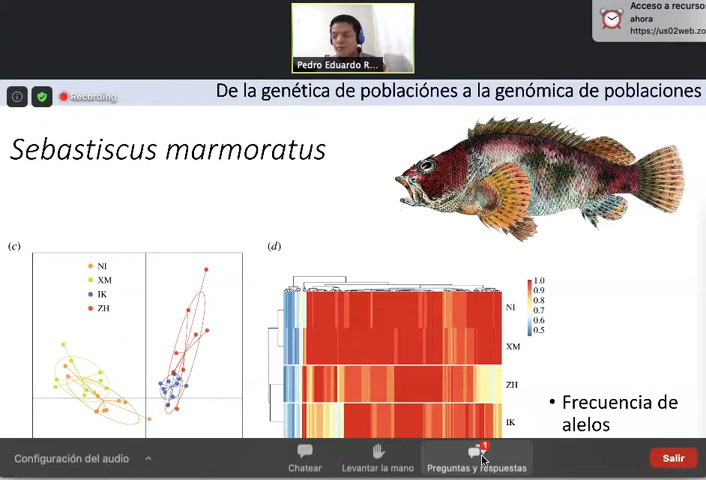 Acceso a recurso
ahora
https://us02web.zo
Pedro Eduardo R...
Recording
De la genética de poblaciónes a la genómica de poblaciones
Sebastiscus marmoratus
(c)
NI
XM
IK
ZH
(d)
NI
XM
ZH
IK
1.0
0.9
0.8
0.7
0.6
0.5
• Frecuencia de
alelos
Configuración del audio
Chatear
Levantar la mano
1
Preguntas y respuestas
Salir